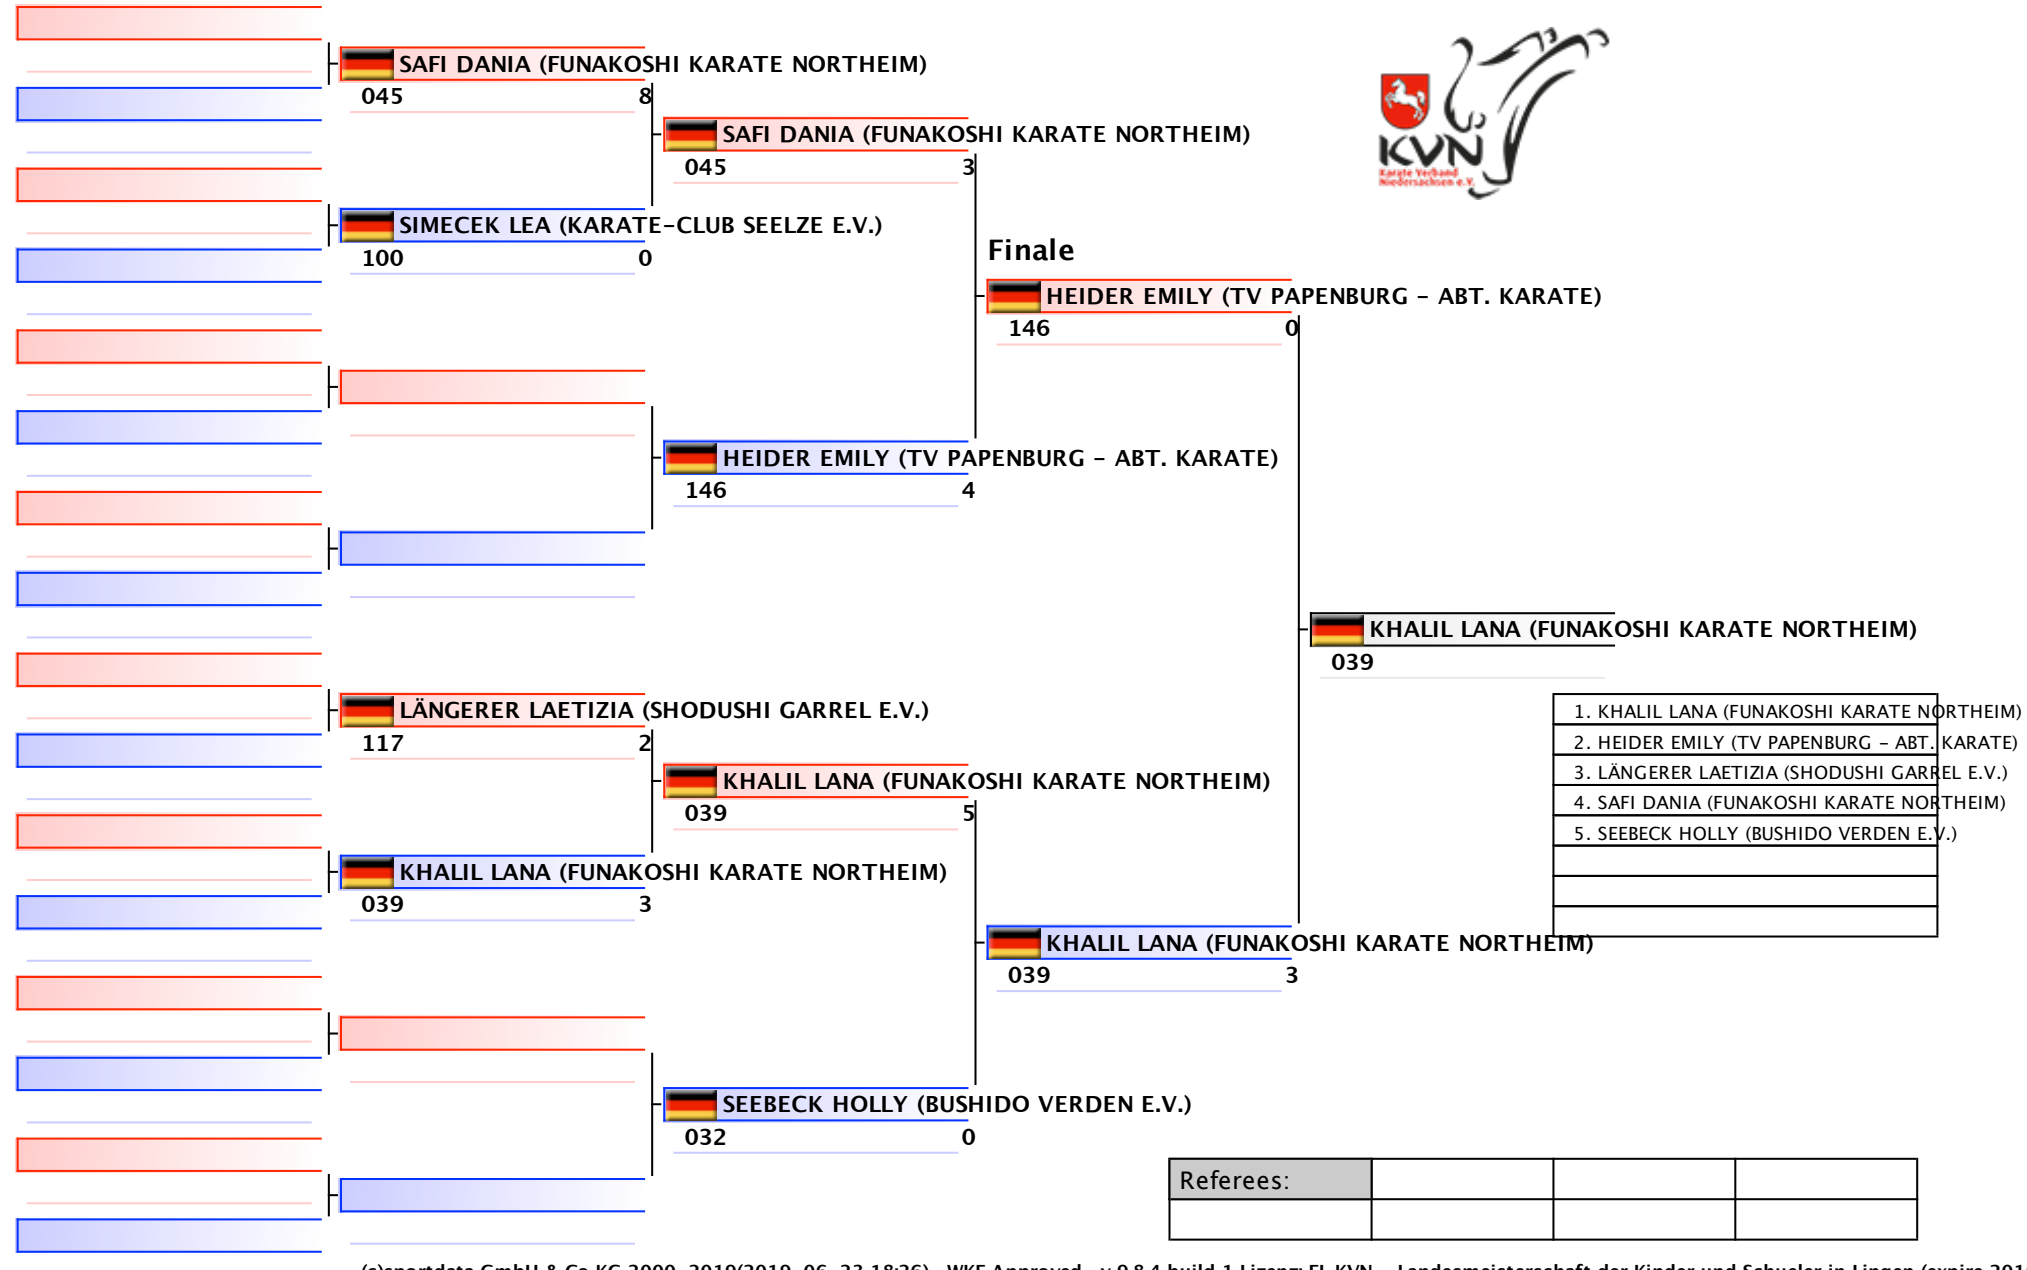 SAFI DANIA (FUNAKOSHI KARATE NORTHEIM)
045 8
SIMECEK LEA (KARATE-CLUB SEELZE E.V.)
100 0
LÄNGERER LAETIZIA (SHODUSHI GARREL E.V.)
117 2
KHALIL LANA (FUNAKOSHI KARATE NORTHEIM)
039 3
SAFI DANIA (FUNAKOSHI KARATE NORTHEIM)
045 3
HEIDER EMILY (TV PAPENBURG - ABT. KARATE)
146 4
KHALIL LANA (FUNAKOSHI KARATE NORTHEIM)
039 5
SEEBECK HOLLY (BUSHIDO VERDEN E.V.)
032 0
Finale
HEIDER EMILY (TV PAPENBURG - ABT. KARATE)
146 0
KHALIL LANA (FUNAKOSHI KARATE NORTHEIM)
039 3
KVN
Karate Verband
Niedersachsen e.V.
KHALIL LANA (FUNAKOSHI KARATE NORTHEIM)
039
1. KHALIL LANA (FUNAKOSHI KARATE NORTHEIM)
2. HEIDER EMILY (TV PAPENBURG - ABT. KARATE)
3. LÄNGERER LAETIZIA (SHODUSHI GARREL E.V.)
4. SAFI DANIA (FUNAKOSHI KARATE NORTHEIM)
5. SEEBECK HOLLY (BUSHIDO VERDEN E.V.)
Referees: